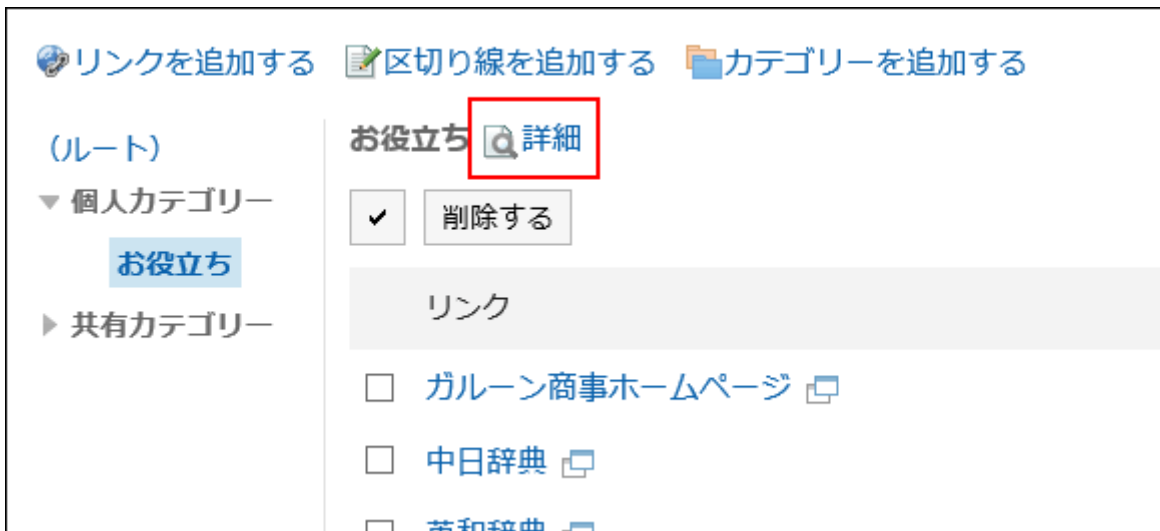 リンクを追加する 区切り線を追加する カテゴリーを追加する
(ルート)
個人カテゴリー
お役立ち
共有カテゴリー
お役立ち 詳細
削除する
リンク
ガルーン商事ホームページ
中日辞典
英和辞典